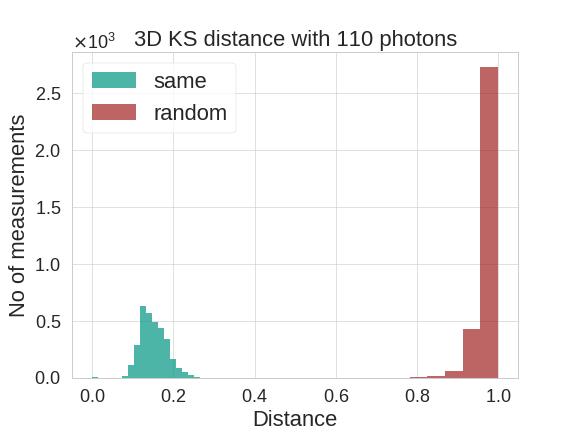 ×10³ 3D KS distance with 110 photons
same
random
No of measurements
2.5
2.0
1.5
1.0
0.5
0.0
0.0 0.2 0.4 0.6 0.8 1.0
Distance